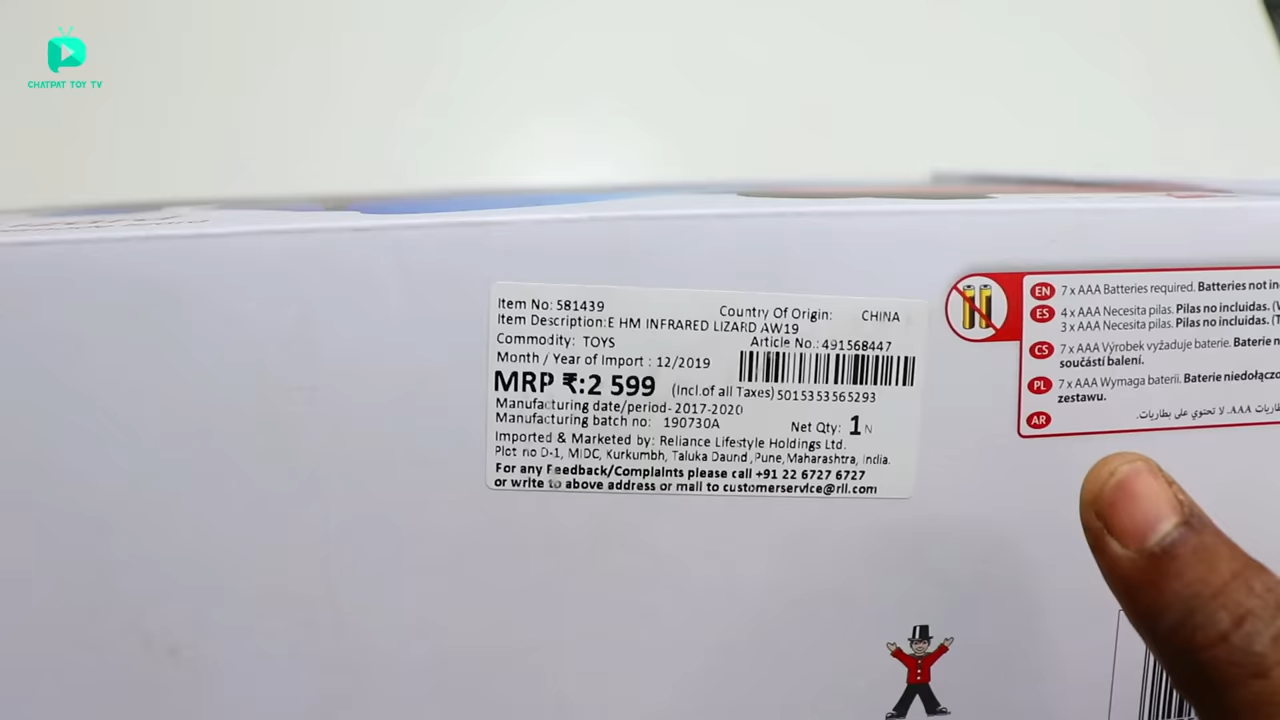 CHATPAT TOY TV
Item No: 581439
Country Of Origin: CHINA
Item Description:E HM INFRARED LIZARD AW19
Commodity: TOYS
Article No.:491568447
Month / Year of Import : 12/2019
MRP ₹:2 599 (Incl.of all Taxes)
5015353565293
Manufacturing date/period- 2017-2020
Manufacturing batch no: 190730A
Net Qty: 1 N
Imported & Marketed by: Reliance Lifestyle Holdings Ltd.
Plot no D-1, MIDC, Kurkumbh, Taluka Daund ,Pune, Maharashtra, India.
For any Feedback/Complaints please call +91 22 6727 6727
or write to above address or mail to customerservice@rll.com
EN 7 x AAA Batteries required. Batteries not
ES 4 x AAA Necesita pilas. Pilas no incluidas.
3 x AAA Necesita pilas. Pilas no incluidas.
CS 7 x AAA Výrobek vyžaduje baterie. Baterie
součástí balení.
PL 7 x AAA Wymaga baterii. Baterie
zestawu.
AR AAA. لا تحتوي على بطاريات.